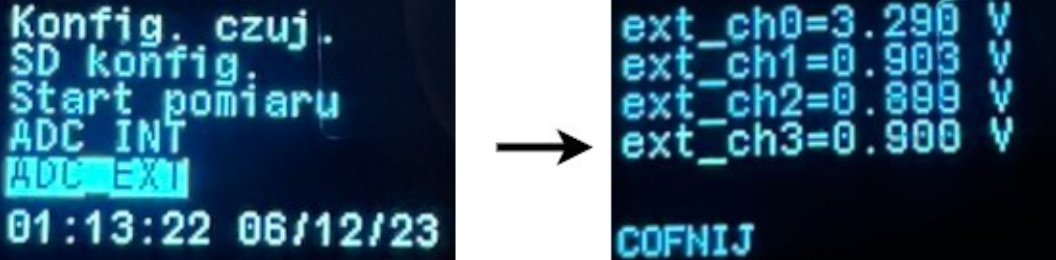 Konfig. czuj.
SD konfig.
Start pomiaru
ADC INT
ADC EXT
01:13:22 06/12/23
ext_ch0=3.290 V
ext_ch1=0.903 V
ext_ch2=0.899 V
ext_ch3=0.900 V
COFNIJ